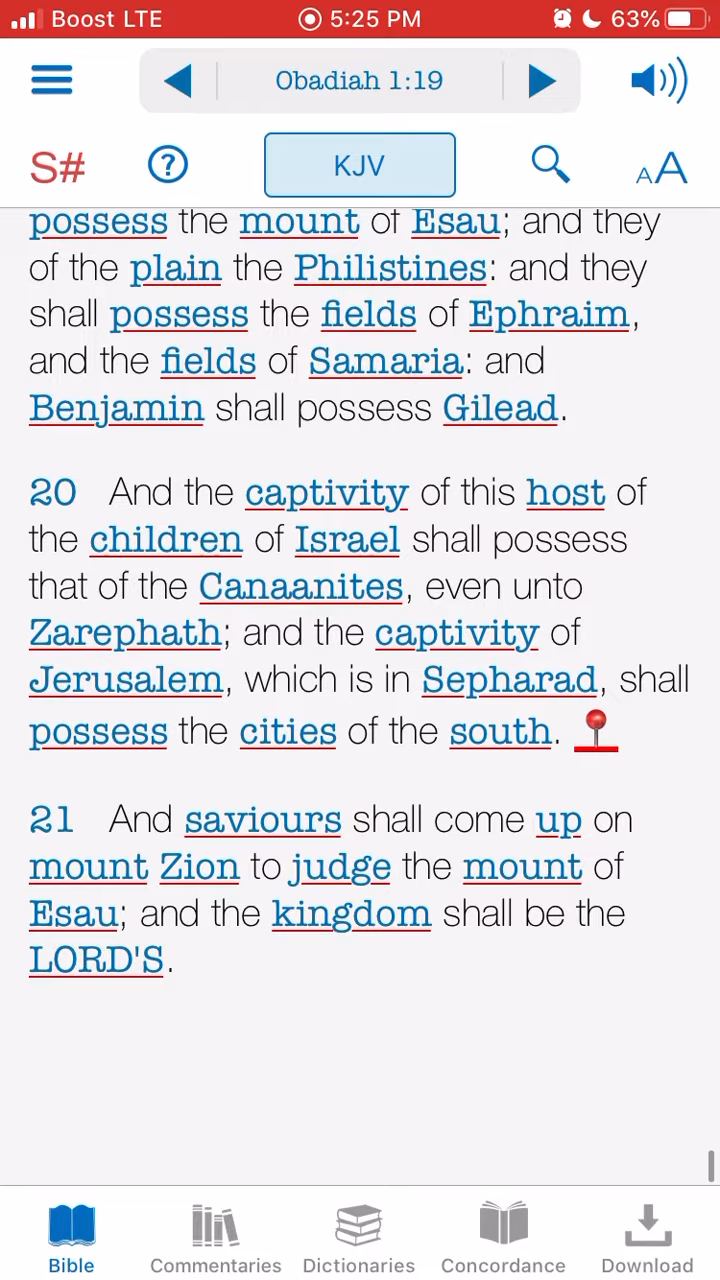 Boost LTE 5:25 PM 63%
Obadiah 1:19
S# ? KJV AA
possess the mount of Esau; and they
of the plain the Philistines: and they
shall possess the fields of Ephraim,
and the fields of Samaria: and
Benjamin shall possess Gilead.
20 And the captivity of this host of
the children of Israel shall possess
that of the Canaanites, even unto
Zarephath; and the captivity of
Jerusalem, which is in Sepharad, shall
possess the cities of the south.
21 And saviours shall come up on
mount Zion to judge the mount of
Esau; and the kingdom shall be the
LORD'S.
Bible Commentaries Dictionaries Concordance Download